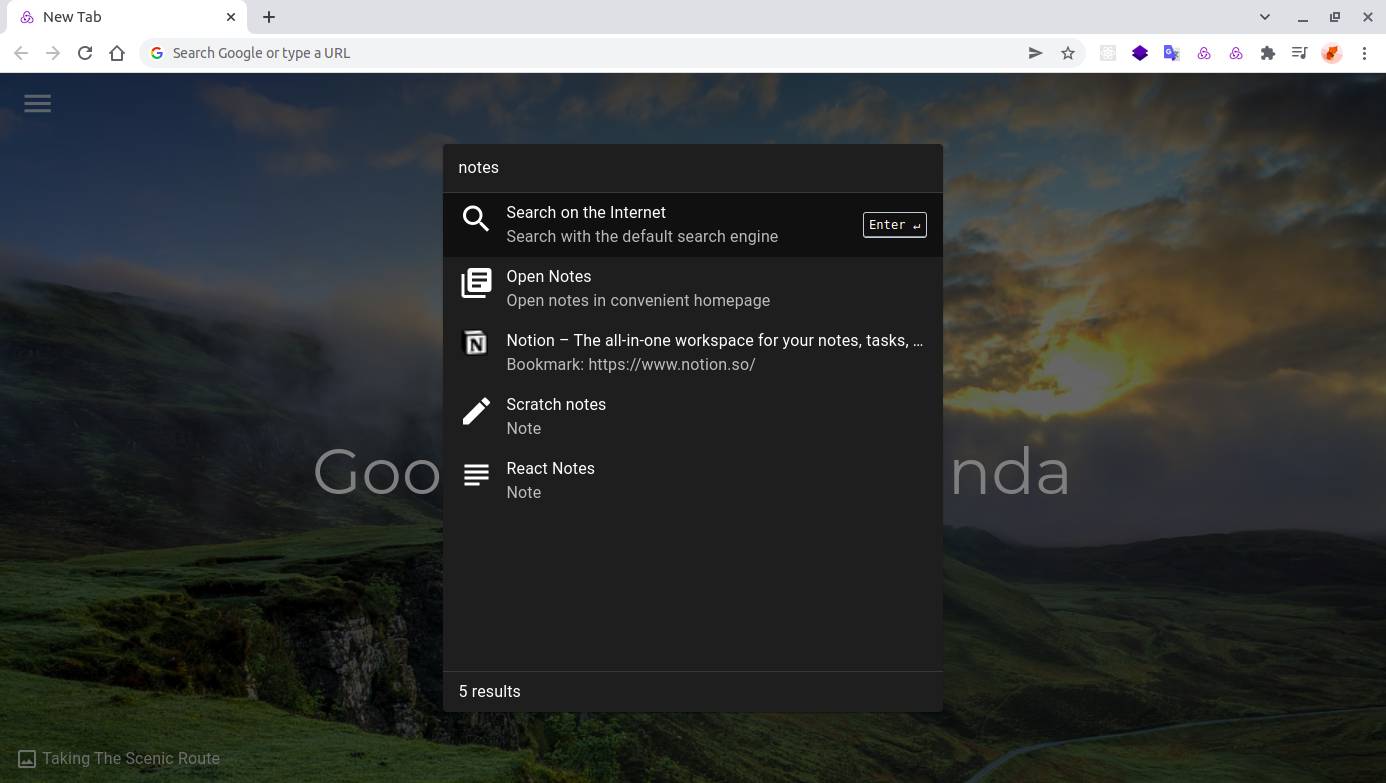 New Tab
Search Google or type a URL
notes
Search on the Internet
Search with the default search engine
Enter ↵
Open Notes
Open notes in convenient homepage
Notion – The all-in-one workspace for your notes, tasks, …
Bookmark: https://www.notion.so/
Scratch notes
Note
React Notes
Note
Goo
nda
5 results
Taking The Scenic Route